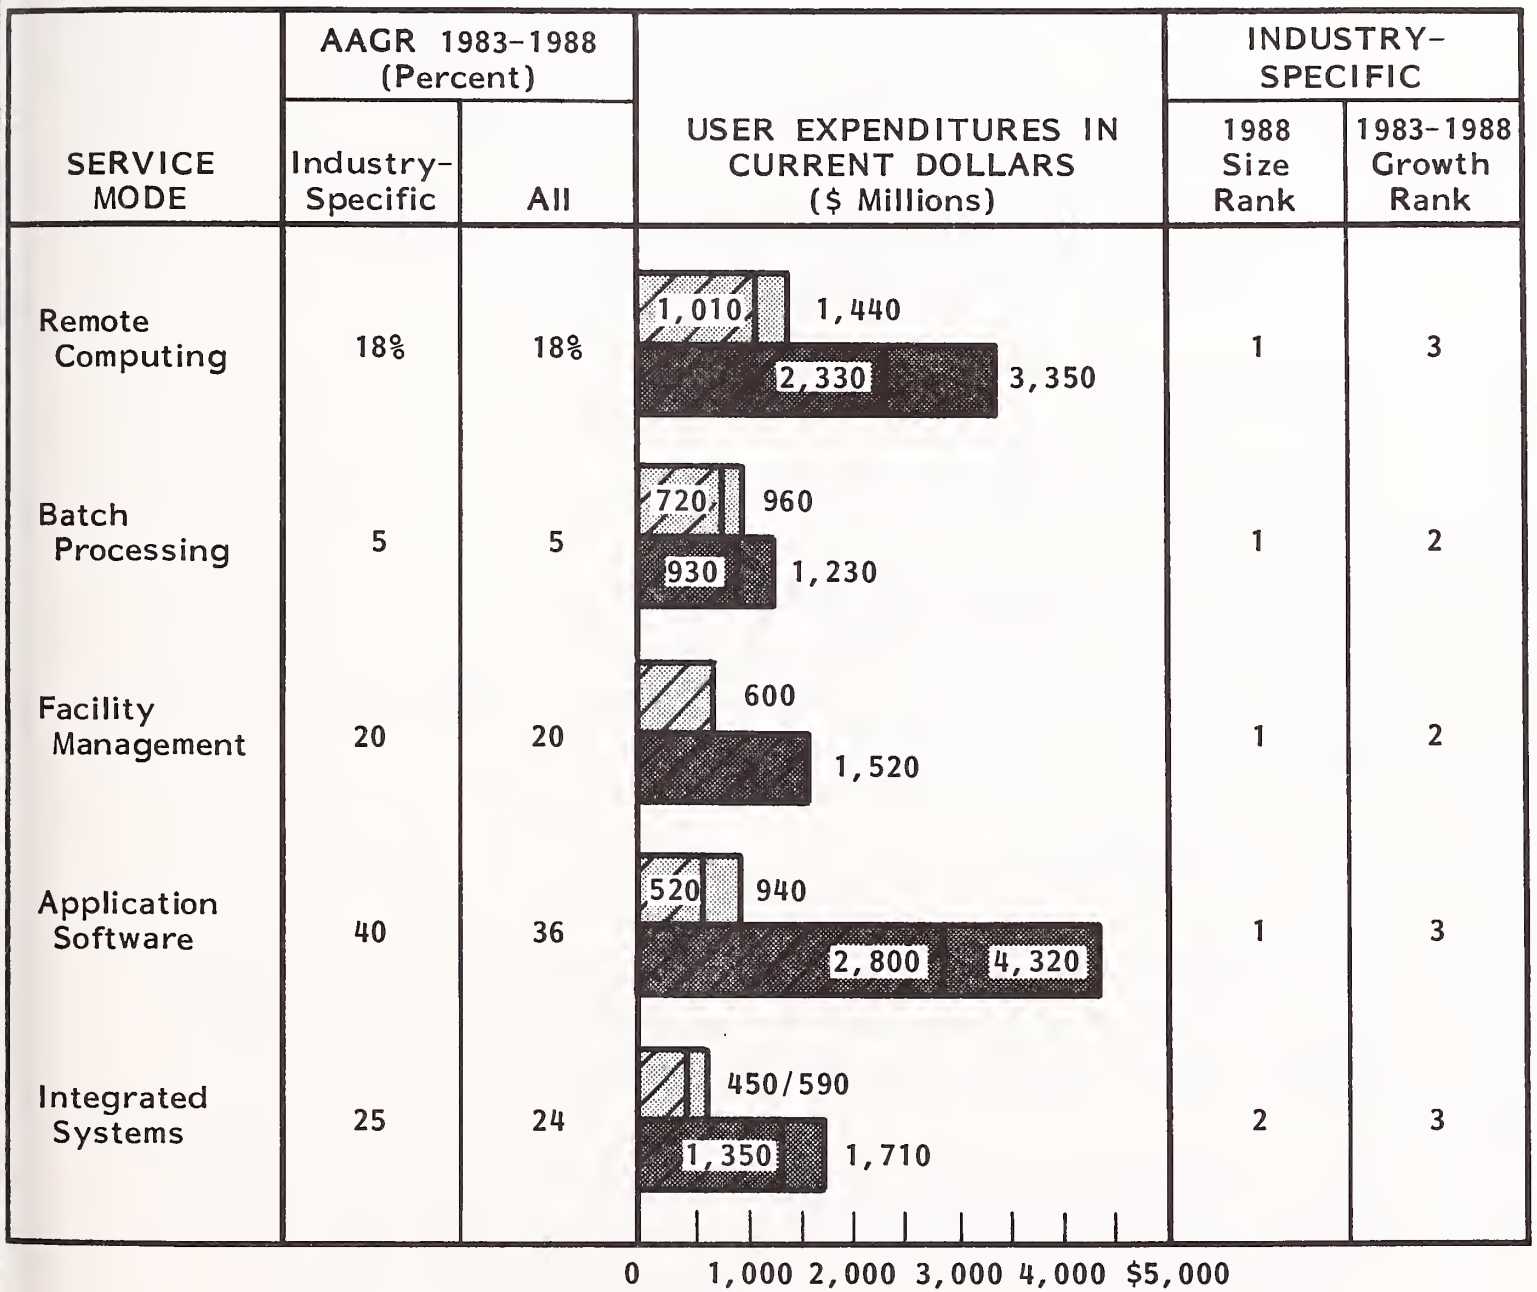 AAGR 1983-1988
(Percent)
INDUSTRY-
SPECIFIC
SERVICE
MODE
Industry-
Specific
All
USER EXPENDITURES IN
CURRENT DOLLARS
($ Millions)
1988
Size
Rank
1983-1988
Growth
Rank
Remote
Computing
18%
18%
1,010
1,440
2,330
3,350
1
3
Batch
Processing
5
5
720
960
930
1,230
1
2
Facility
Management
20
20
600
1,520
1
2
Application
Software
40
36
520
940
2,800
4,320
1
3
Integrated
Systems
25
24
450/590
1,350
1,710
2
3
0 1,000 2,000 3,000 4,000 $5,000